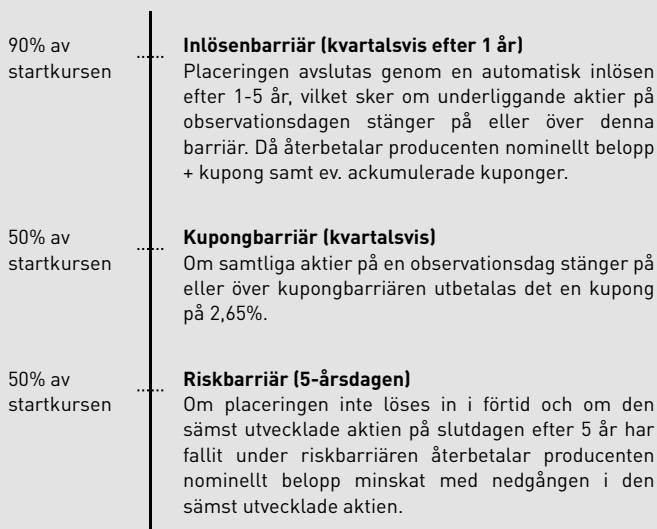 90% av
startkursen
Inlösenbarriär (kvartalsvis efter 1 år)
Placeringen avslutas genom en automatisk inlösen
efter 1-5 år, vilket sker om underliggande aktier på
observationsdagen stänger på eller över denna
barriär. Då återbetalar producenten nominellt belopp
+ kupong samt ev. ackumulerade kuponger.
50% av
startkursen
Kupongbarriär (kvartalsvis)
Om samtliga aktier på en observationsdag stänger på
eller över kupongbarriären utbetalas det en kupong
på 2,65%.
50% av
startkursen
Riskbarriär (5-årsdagen)
Om placeringen inte löses in i förtid och om den
sämst utvecklade aktien på slutdagen efter 5 år har
fallit under riskbarriären återbetalar producenten
nominellt belopp minskat med nedgången i den
sämst utvecklade aktien.